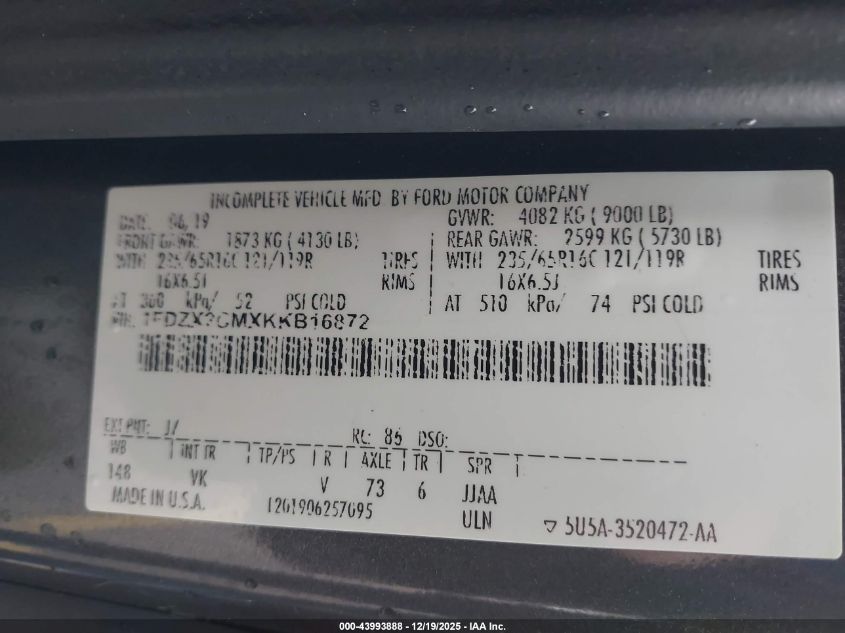 INCOMPLETE VEHICLE MFD. BY FORD MOTOR COMPANY
DATE: 06/19 GVWR: 4082 KG ( 9000 LB)
FRONT GAWR: 1873 KG ( 4130 LB) REAR GAWR: 2599 KG ( 5730 LB)
WITH 235/65R16C 121/119R TIRES WITH 235/65R16C 121/119R TIRES
16X6.5J RIMS 16X6.5J RIMS
AT 360 kPa/ 52 PSI COLD AT 510 kPa/ 74 PSI COLD
VIN:
EXT PNT: RC: 86 DSO:
WB INT TR TP/PS R AXLE TR SPR
148 VK V 73 6 JJAA
MADE IN U.S.A. 1201906257095 ULN ▽ 5U5A-3520472-AA
000-43993888 - 12/19/2025 - IAA Inc.